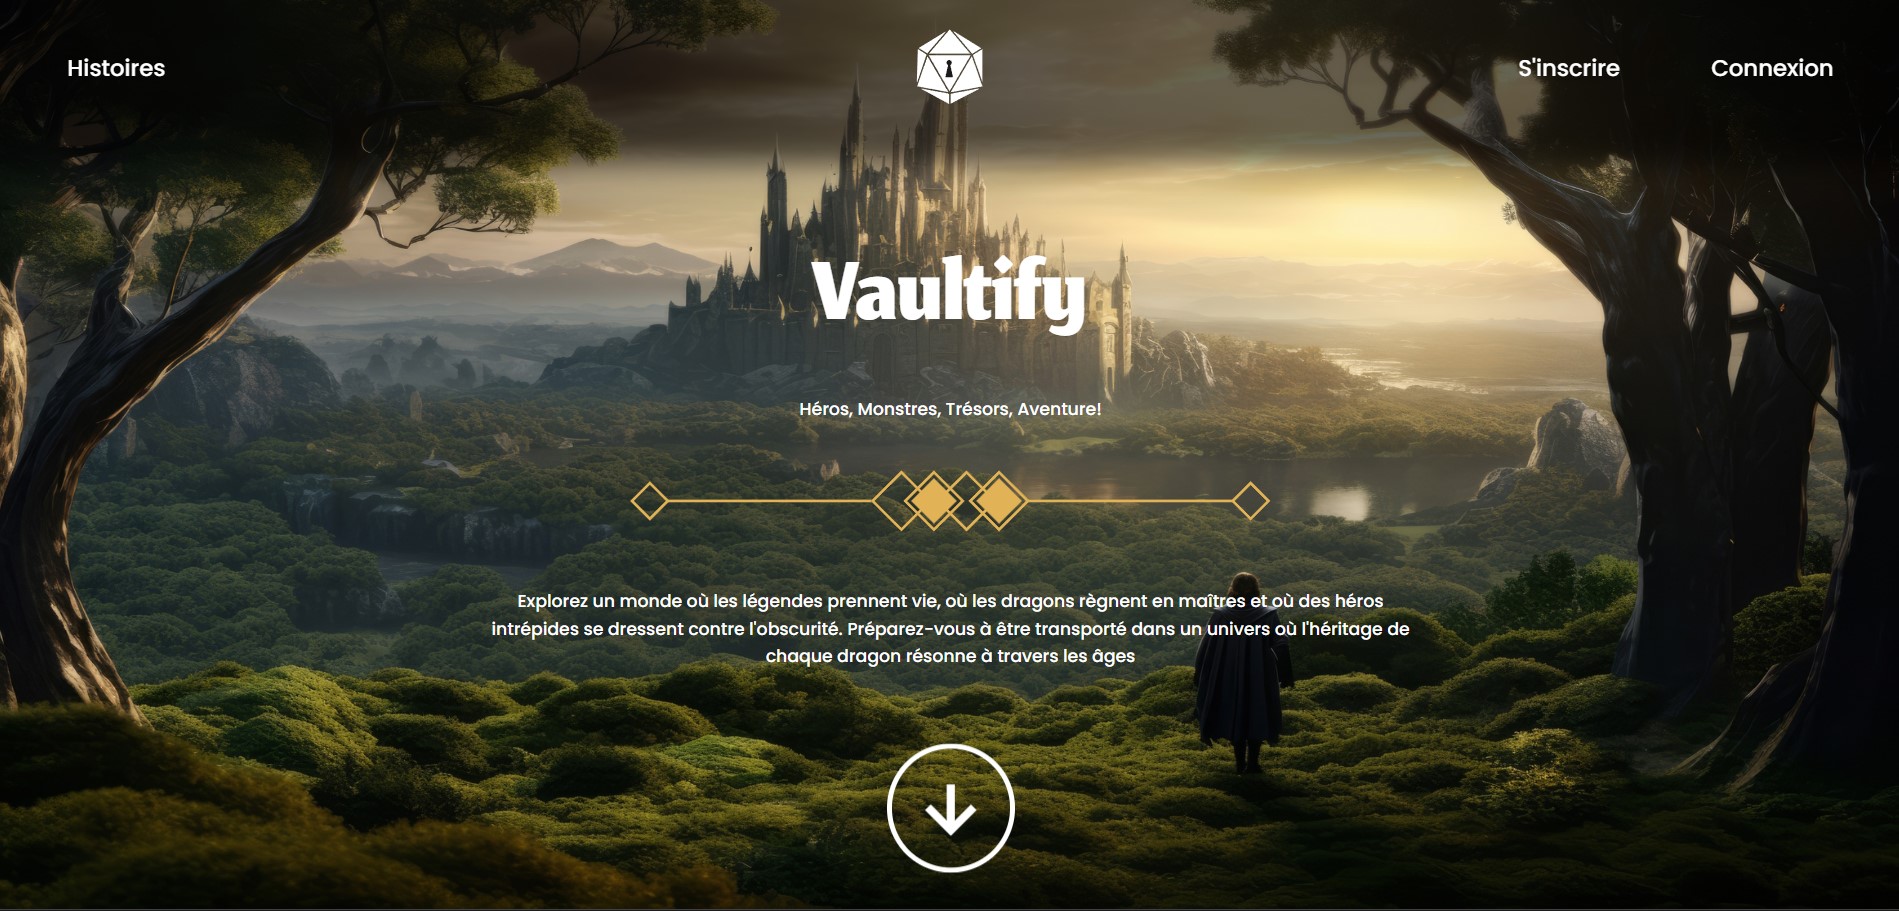 Histoires
S'inscrire
Connexion
Vaultify
Héros, Monstres, Trésors, Aventure!
Explorez un monde où les légendes prennent vie, où les dragons règnent en maîtres et où des héros
intrépides se dressent contre l'obscurité. Préparez-vous à être transporté dans un univers où l'héritage de
chaque dragon résonne à travers les âges